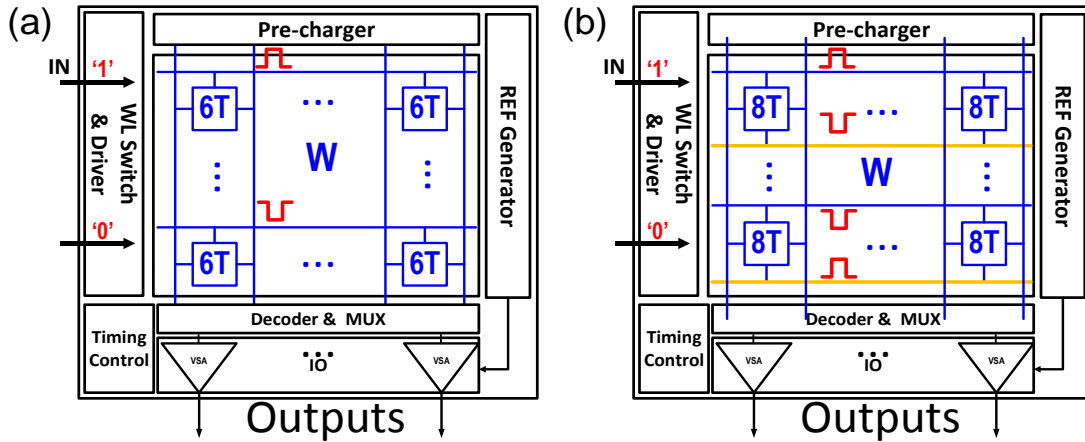 (a)
Pre-charger
IN
'1'
WL Switch
& Driver
'0'
6T
...
6T
W
6T
...
6T
REF Generator
Timing
Control
Decoder & MUX
VSA
...
IO
VSA
Outputs
(b)
Pre-charger
IN
'1'
WL Switch
& Driver
'0'
8T
...
8T
W
8T
...
8T
REF Generator
Timing
Control
Decoder & MUX
VSA
...
IO
VSA
Outputs